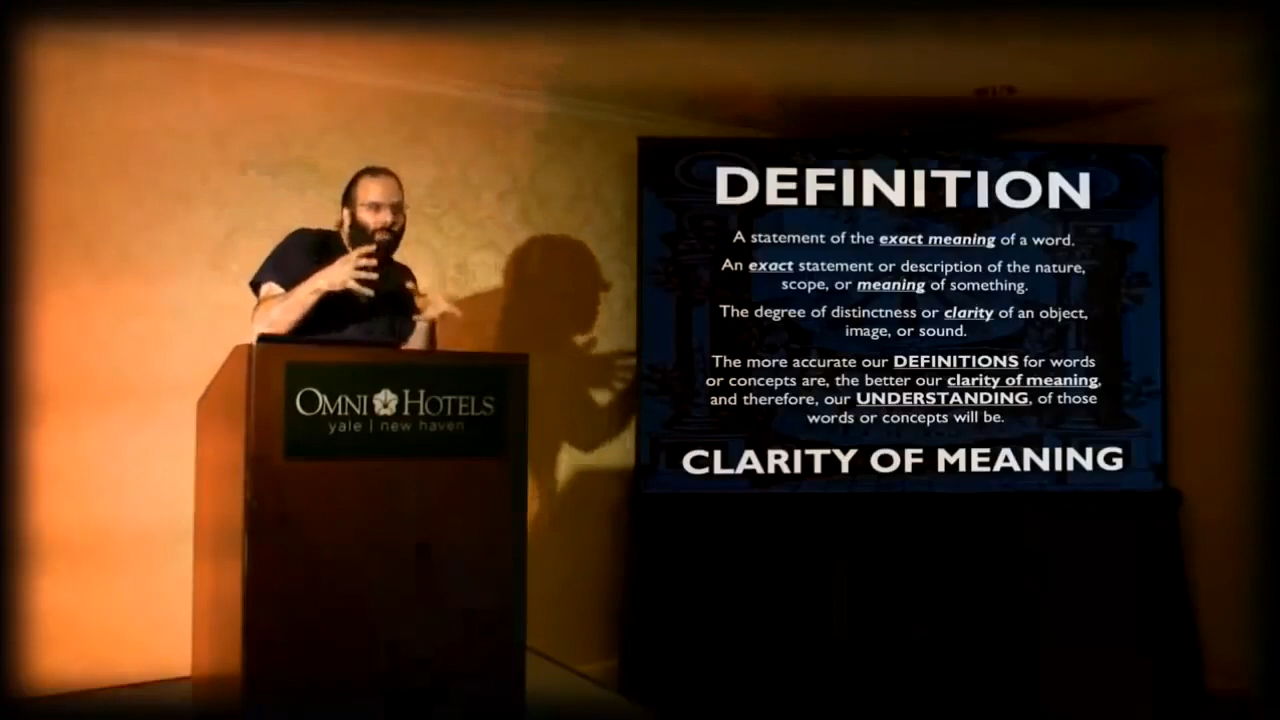 OMNI HOTELS
yale | new haven
DEFINITION
A statement of the exact meaning of a word.
An exact statement or description of the nature,
scope, or meaning of something.
The degree of distinctness or clarity of an object,
image, or sound.
The more accurate our DEFINITIONS for words
or concepts are, the better our clarity of meaning,
and therefore, our UNDERSTANDING, of those
words or concepts will be.
CLARITY OF MEANING